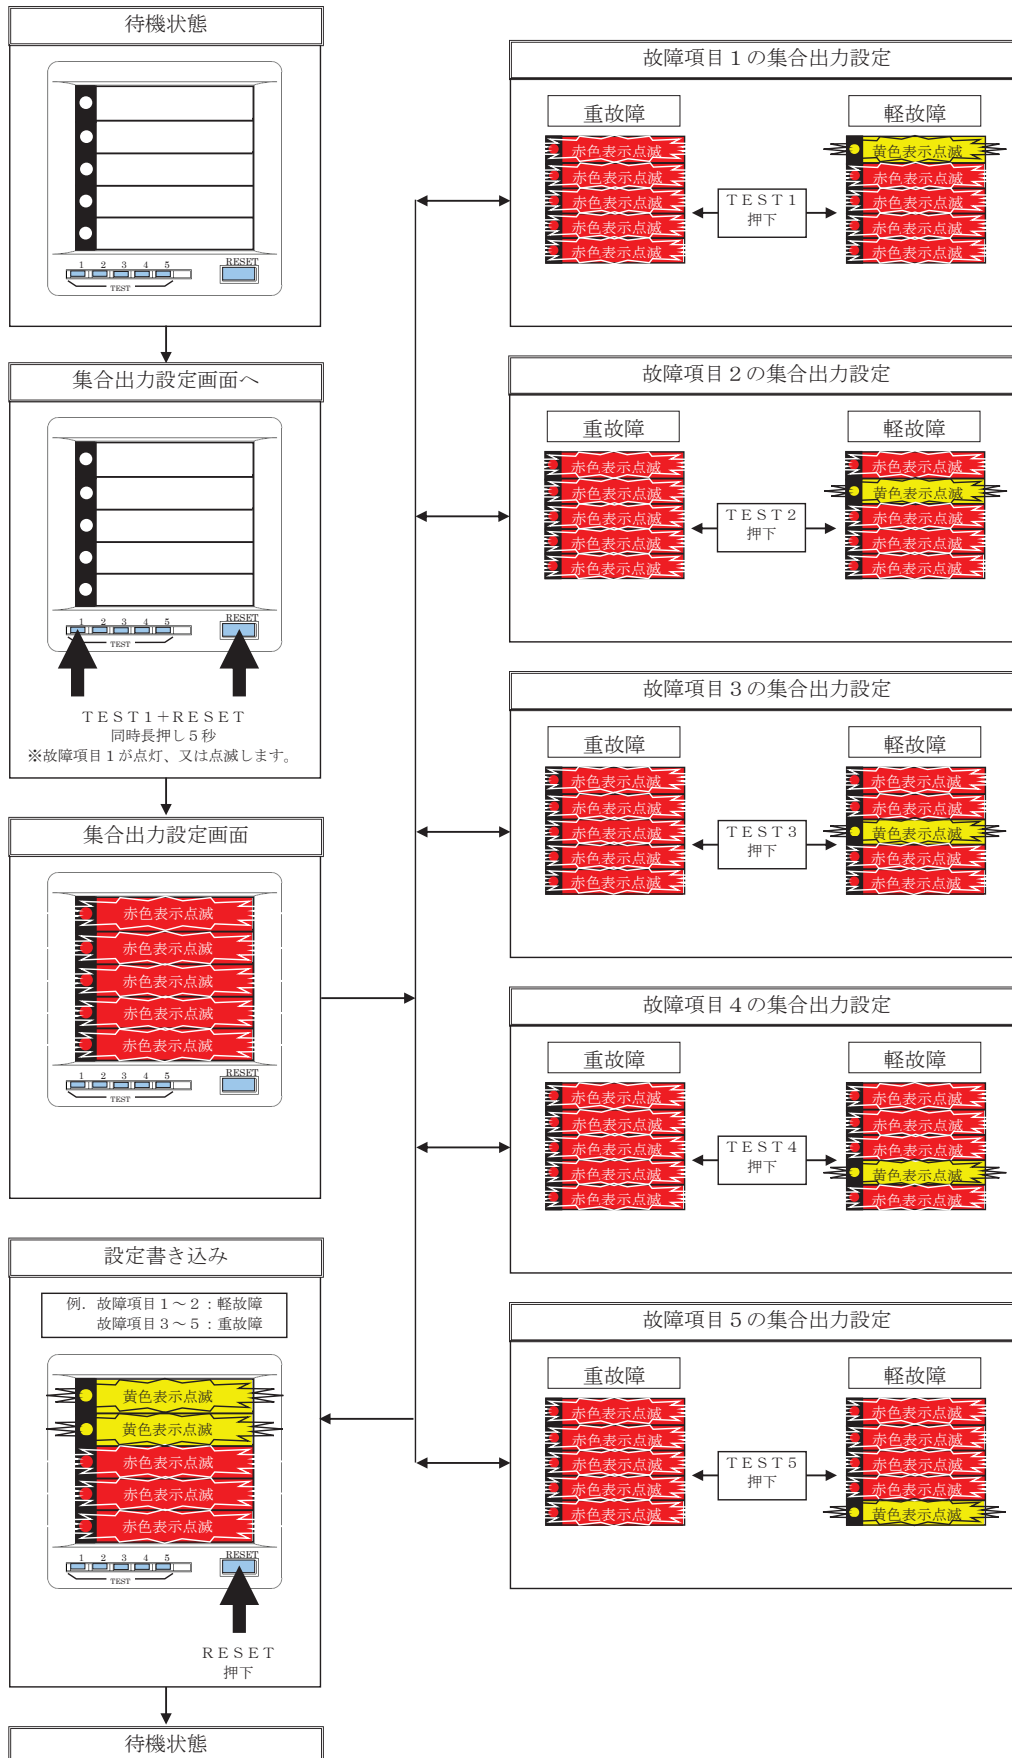 待機状態
1 2 3 4 5
RESET
TEST
集合出力設定画面へ
1 2 3 4 5
RESET
TEST
ＴＥＳＴ１＋ＲＥＳＥＴ
同時長押し５秒
※故障項目１が点灯、又は点滅します。
集合出力設定画面
赤色表示点滅
赤色表示点滅
赤色表示点滅
赤色表示点滅
赤色表示点滅
1 2 3 4 5
RESET
TEST
設定書き込み
例．故障項目１～２：軽故障
故障項目３～５：重故障
黄色表示点滅
黄色表示点滅
赤色表示点滅
赤色表示点滅
赤色表示点滅
1 2 3 4 5
RESET
TEST
ＲＥＳＥＴ
押下
待機状態
故障項目１の集合出力設定
重故障
赤色表示点滅
赤色表示点滅
赤色表示点滅
赤色表示点滅
赤色表示点滅
ＴＥＳＴ１
押下
軽故障
黄色表示点滅
赤色表示点滅
赤色表示点滅
赤色表示点滅
赤色表示点滅
故障項目２の集合出力設定
重故障
赤色表示点滅
赤色表示点滅
赤色表示点滅
赤色表示点滅
赤色表示点滅
ＴＥＳＴ２
押下
軽故障
赤色表示点滅
黄色表示点滅
赤色表示点滅
赤色表示点滅
赤色表示点滅
故障項目３の集合出力設定
重故障
赤色表示点滅
赤色表示点滅
赤色表示点滅
赤色表示点滅
赤色表示点滅
ＴＥＳＴ３
押下
軽故障
赤色表示点滅
赤色表示点滅
黄色表示点滅
赤色表示点滅
赤色表示点滅
故障項目４の集合出力設定
重故障
赤色表示点滅
赤色表示点滅
赤色表示点滅
赤色表示点滅
赤色表示点滅
ＴＥＳＴ４
押下
軽故障
赤色表示点滅
赤色表示点滅
赤色表示点滅
黄色表示点滅
赤色表示点滅
故障項目５の集合出力設定
重故障
赤色表示点滅
赤色表示点滅
赤色表示点滅
赤色表示点滅
赤色表示点滅
ＴＥＳＴ５
押下
軽故障
赤色表示点滅
赤色表示点滅
赤色表示点滅
赤色表示点滅
黄色表示点滅